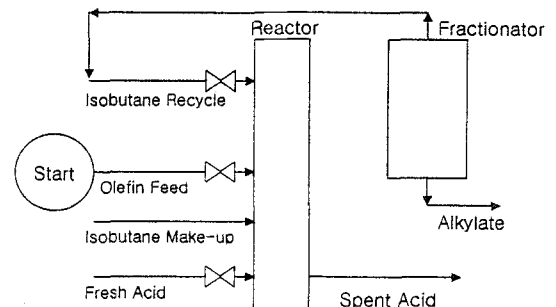 Reactor
Fractionator
Isobutane Recycle
Start
Olefin Feed
Alkylate
Isobutane Make-up
Fresh Acid
Spent Acid